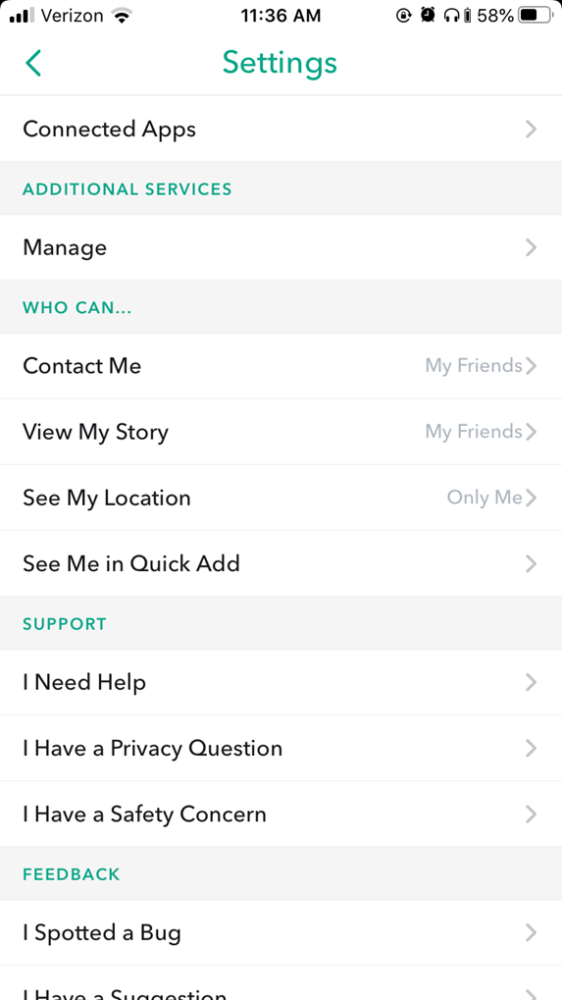 Verizon 11:36 AM 58%
Settings
Connected Apps
ADDITIONAL SERVICES
Manage
WHO CAN...
Contact Me My Friends
View My Story My Friends
See My Location Only Me
See Me in Quick Add
SUPPORT
I Need Help
I Have a Privacy Question
I Have a Safety Concern
FEEDBACK
I Spotted a Bug
I Have a Suggestion